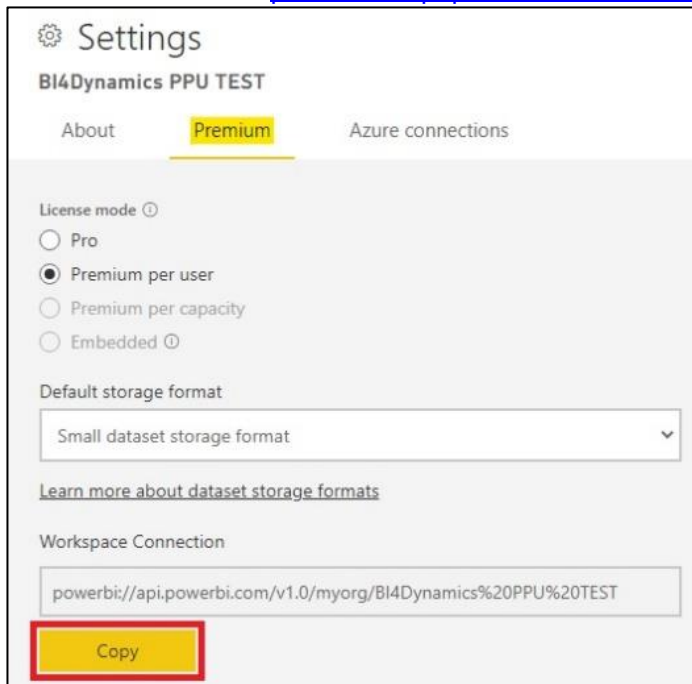 Settings
BI4Dynamics PPU TEST
About Premium Azure connections
License mode
Pro
Premium per user
Premium per capacity
Embedded
Default storage format
Small dataset storage format
Learn more about dataset storage formats
Workspace Connection
powerbi://api.powerbi.com/v1.0/myorg/BI4Dynamics%20PPU%20TEST
Copy